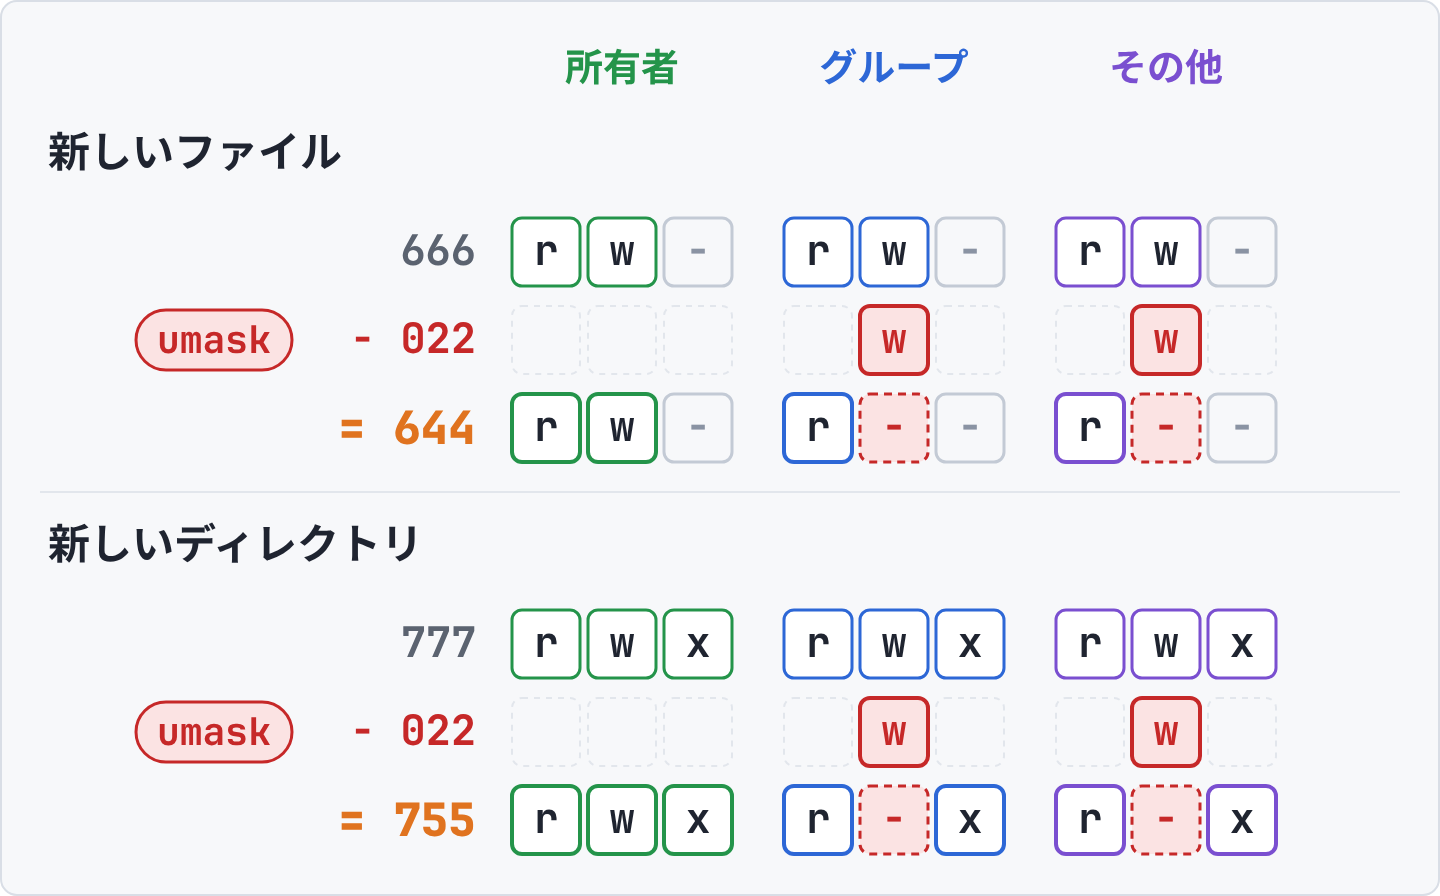 所有者 グループ その他
新しいファイル
666 r w - r w - r w -
umask - 022 w w
= 644 r w - r - - r - -
新しいディレクトリ
777 r w x r w x r w x
umask - 022 w w
= 755 r w x r - x r - x